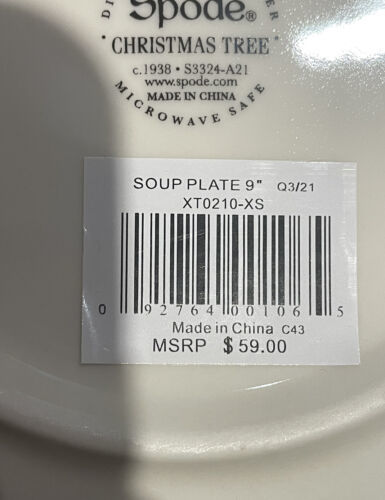 Spode®
• CHRISTMAS TREE •
c.1938 • S3324-A21
www.spode.com
MADE IN CHINA
MICROWAVE SAFE
SOUP PLATE 9" Q3/21
XT0210-XS
0 92764 00106 5
Made in China C43
MSRP $ 59.00